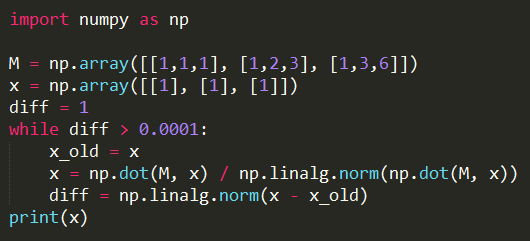 import numpy as np

M = np.array([[1,1,1], [1,2,3], [1,3,6]])
x = np.array([[1], [1], [1]])
diff = 1
while diff > 0.0001:
    x_old = x
    x = np.dot(M, x) / np.linalg.norm(np.dot(M, x))
    diff = np.linalg.norm(x - x_old)
print(x)